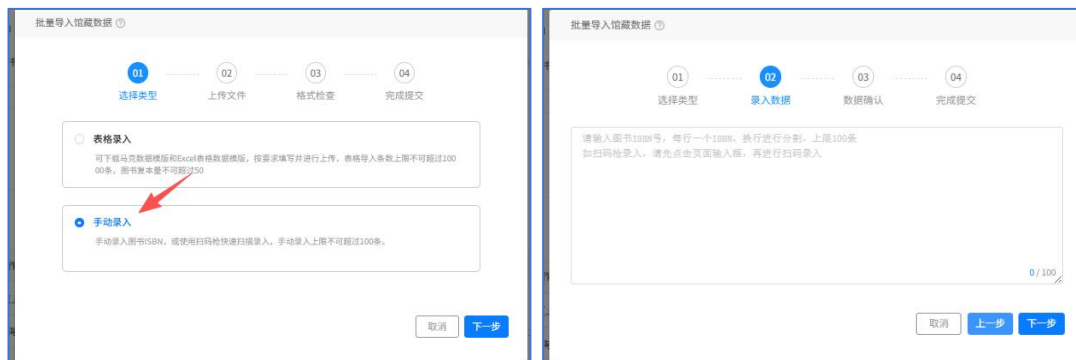 批量导入馆藏数据 ?
01 02 03 04
选择类型 上传文件 格式检查 完成提交
表格录入
可下载马克数据模版和Excel表格数据模版，按要求填写并进行上传，表格导入条数上限不可超过100
00条，图书复本量不可超过50
手动录入
手动录入图书ISBN，或使用扫码枪快速扫描录入，手动录入上限不可超过100条。
取消 下一步
批量导入馆藏数据 ?
01 02 03 04
选择类型 录入数据 数据确认 完成提交
请输入图书ISBN号，每行一个ISBN，换行进行分割，上限100条
如扫码枪录入，请先点击页面输入框，再进行扫码录入
0 / 100
取消 上一步 下一步